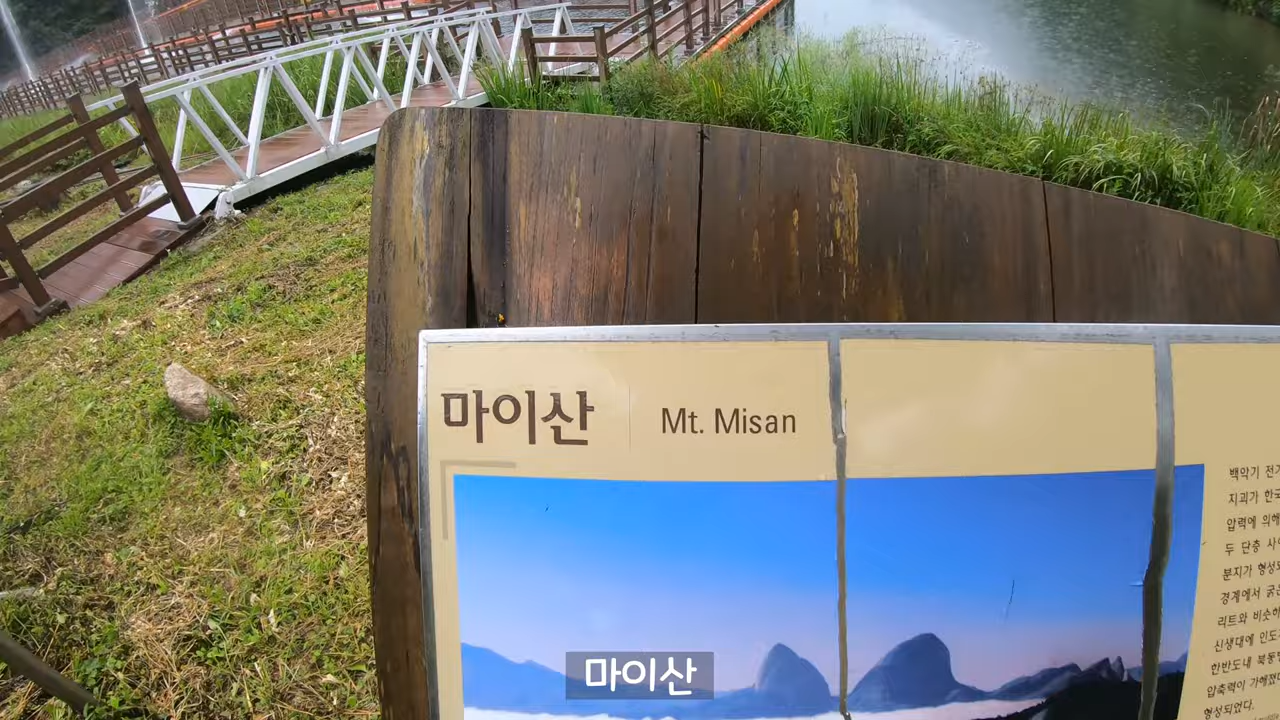 마이산
Mt. Misan
백악기 전
지괴가 한국
압력에 의해
두 단층 사
분지가 형성
경계에서 굵
리트와 비슷하
신생대에 인도
한반도내 북동
압축력이 가해졌
형성되었다.
마이산